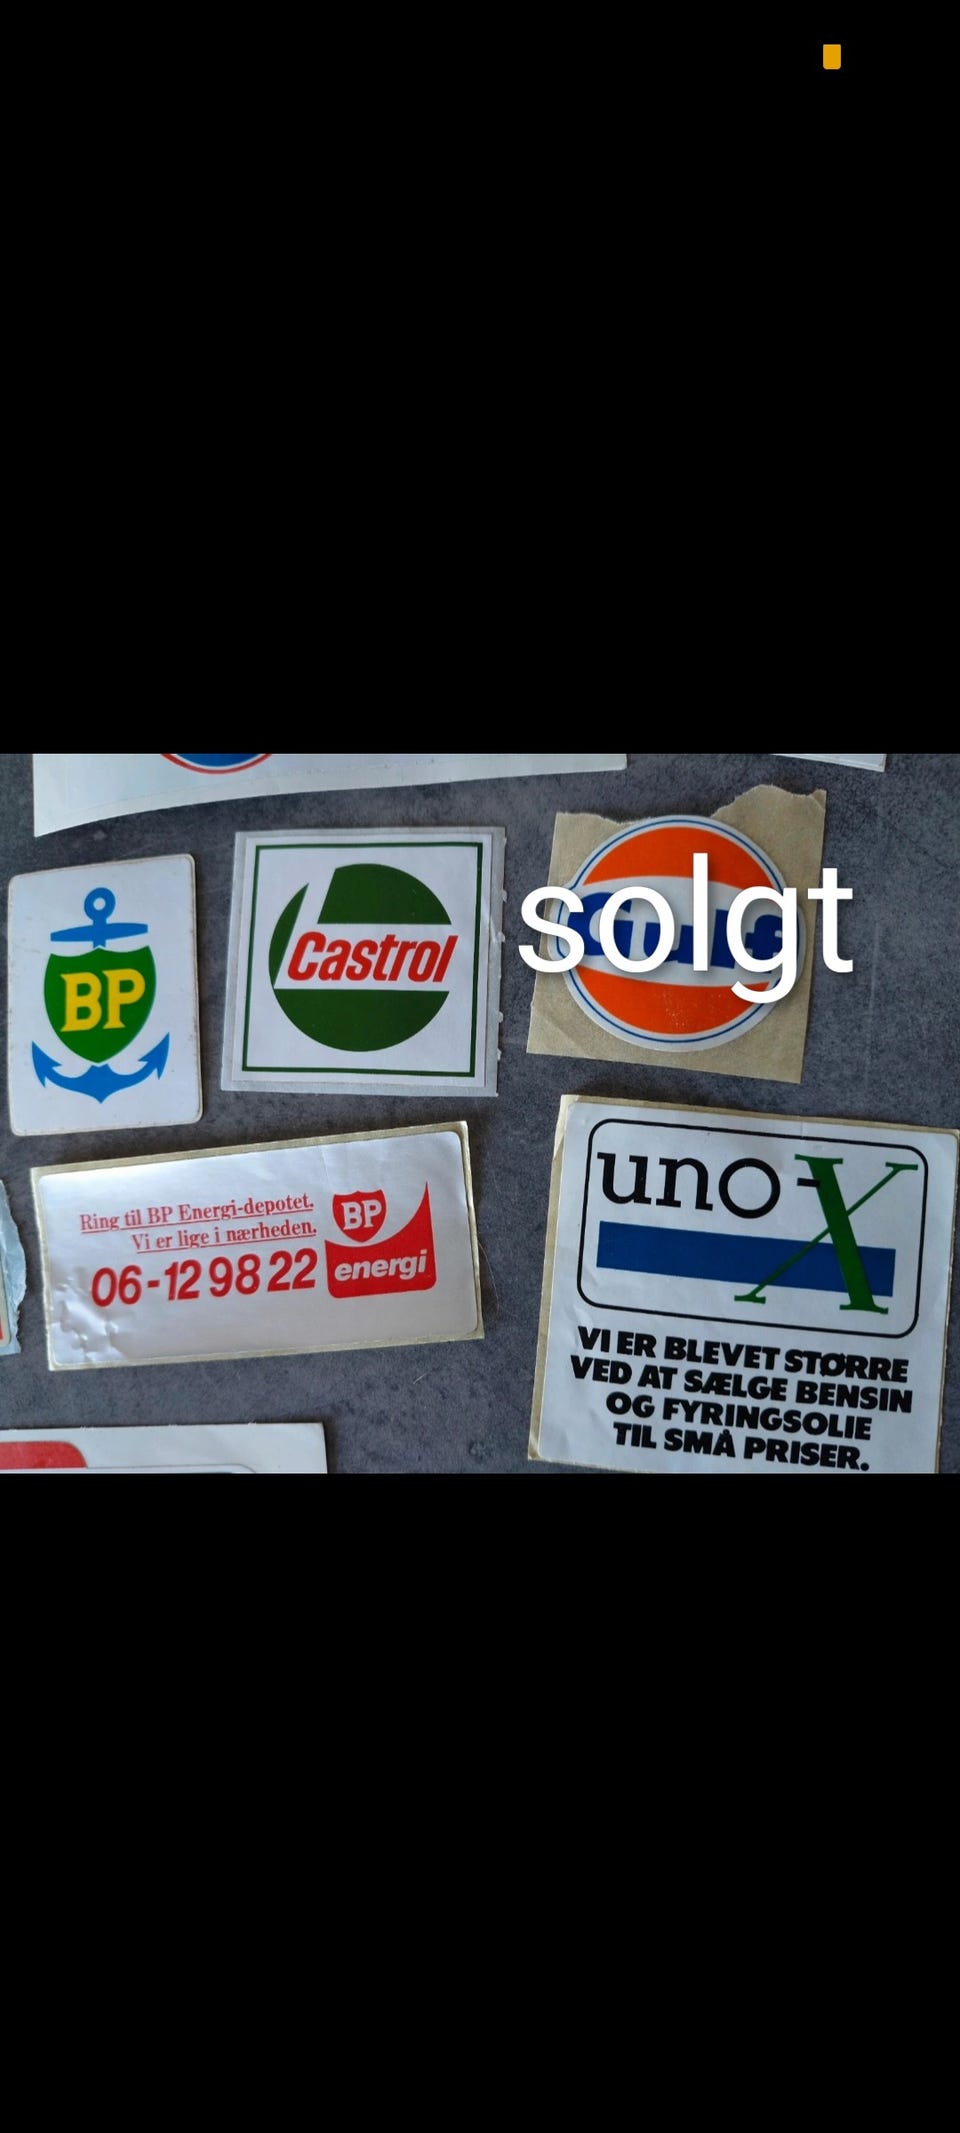 BP
Castrol
Gulf
solgt
Ring til BP Energi-depotet.
Vi er lige i nærheden.
06-12 98 22
BP
energi
uno-X
VI ER BLEVET STØRRE
VED AT SÆLGE BENSIN
OG FYRINGSOLIE
TIL SMÅ PRISER.